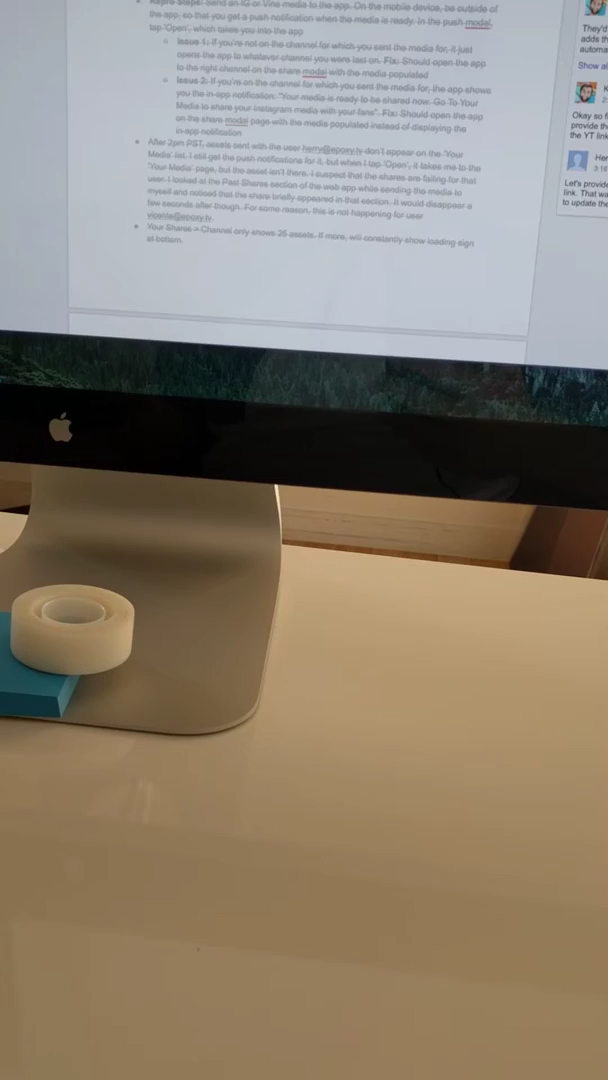 Repro Steps: Send an IG or Vine media to the app. On the mobile device, be outside of
the app, so that you get a push notification when the media is ready. In the push modal,
tap 'Open', which takes you into the app
Issue 1: If you're not on the channel for which you sent the media for, it just
opens the app to whatever channel you were last on. Fix: Should open the app
to the right channel on the share modal with the media populated
Issue 2: If you're on the channel for which you sent the media for, the app shows
you the in-app notification: "Your media is ready to be shared now. Go To Your
Media to share your Instagram media with your fans". Fix: Should open the app
on the share modal page with the media populated instead of displaying the
in-app notification
After 2pm PST, assets sent with the user harry@epoxy.tv don't appear on the 'Your
Media' list. I still get the push notifications for it, but when I tap 'Open', it takes me to the
'Your Media' page, but the asset isn't there. I suspect that the shares are failing for that
user. I looked at the Past Shares section of the web app while sending the media to
myself and noticed that the share briefly appeared in that section. It would disappear a
few seconds after though. For some reason, this is not happening for user
vicente@epoxy.tv.
Your Shares > Channel only shows 25 assets. If more, will constantly show loading sign
at bottom.
They'd
adds th
automa
Show al
K
2:
Okay so f
provide th
the YT link
Her
3:16
Let's provide
link. That wa
to update the